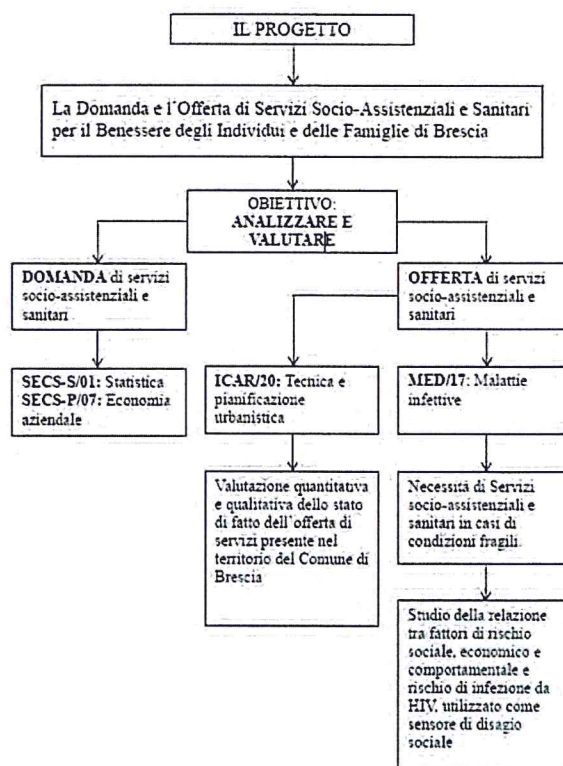 IL PROGETTO
La Domanda e l'Offerta di Servizi Socio-Assistenziali e Sanitari
per il Benessere degli Individui e delle Famiglie di Brescia
OBIETTIVO:
ANALIZZARE E
VALUTARE
DOMANDA di servizi
socio-assistenziali e
sanitari
OFFERTA di servizi
socio-assistenziali e
sanitari
SECS-S/01: Statistica
SECS-P/07: Economia
aziendale
ICAR/20: Tecnica e
pianificazione
urbanistica
MED/17: Malattie
infettive
Valutazione quantitativa
e qualitativa dello stato
di fatto dell'offerta di
servizi presente nel
territorio del Comune di
Brescia
Necessità di Servizi
socio-assistenziali e
sanitari in casi di
condizioni fragili.
Studio della relazione
tra fattori di rischio
sociale, economico e
comportamentale e
rischio di infezione da
HIV, utilizzato come
sensore di disagio
sociale